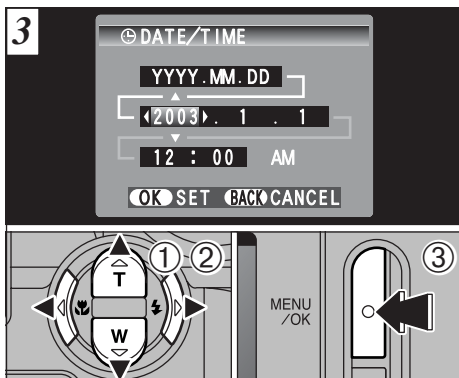 3
DATE/TIME
YYYY.MM.DD
2003. 1 . 1
12 : 00 AM
OK SET BACK CANCEL
① ②
T
W
③
MENU
/OK